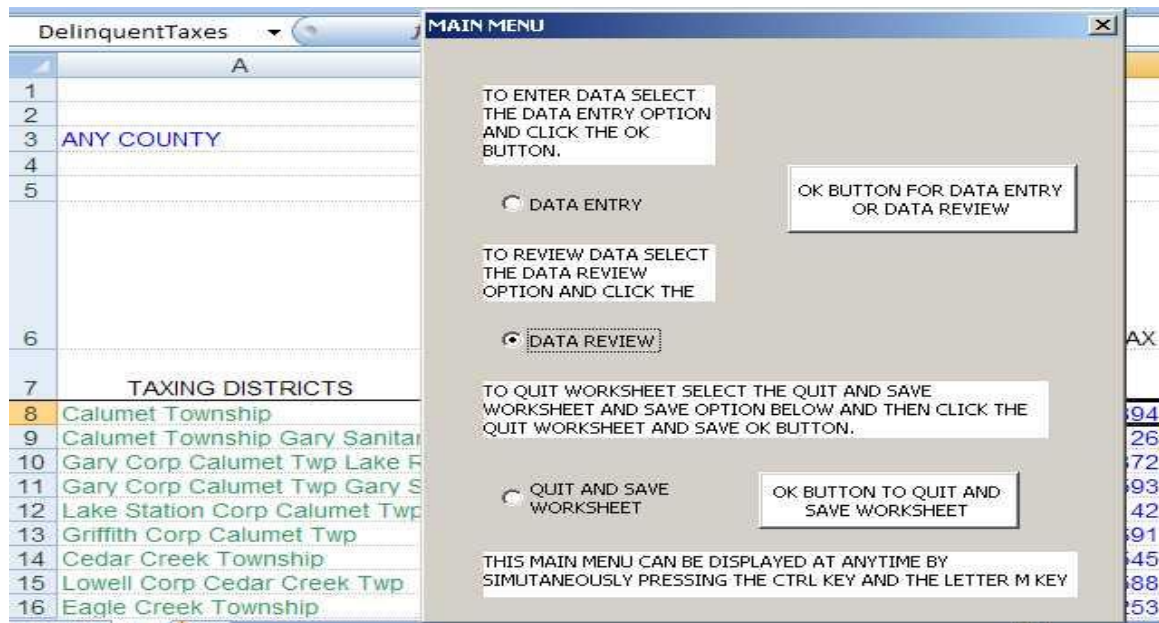 DelinquentTaxes
MAIN MENU
A
1
2
3 ANY COUNTY
4
5
6
7 TAXING DISTRICTS
8 Calumet Township
9 Calumet Township Gary
10 Gary Corp Calumet Twp Lake
11 Gary Corp Calumet Twp Gary
12 Lake Station Corp Calumet Twp
13 Griffith Corp Calumet Twp
14 Cedar Creek Township
15 Lowell Corp Cedar Creek Twp
16 Eagle Creek Township
TO ENTER DATA SELECT
THE DATA ENTRY OPTION
AND CLICK THE OK
BUTTON.
DATA ENTRY
OK BUTTON FOR DATA ENTRY
OR DATA REVIEW
TO REVIEW DATA SELECT
THE DATA REVIEW
OPTION AND CLICK THE
DATA REVIEW
TO QUIT WORKSHEET SELECT THE QUIT AND SAVE
WORKSHEET AND SAVE OPTION BELOW AND THEN CLICK THE
QUIT WORKSHEET AND SAVE OK BUTTON.
QUIT AND SAVE
WORKSHEET
OK BUTTON TO QUIT AND
SAVE WORKSHEET
THIS MAIN MENU CAN BE DISPLAYED AT ANYTIME BY
SIMUTANEOUSLY PRESSING THE CTRL KEY AND THE LETTER M KEY
AX
26
42